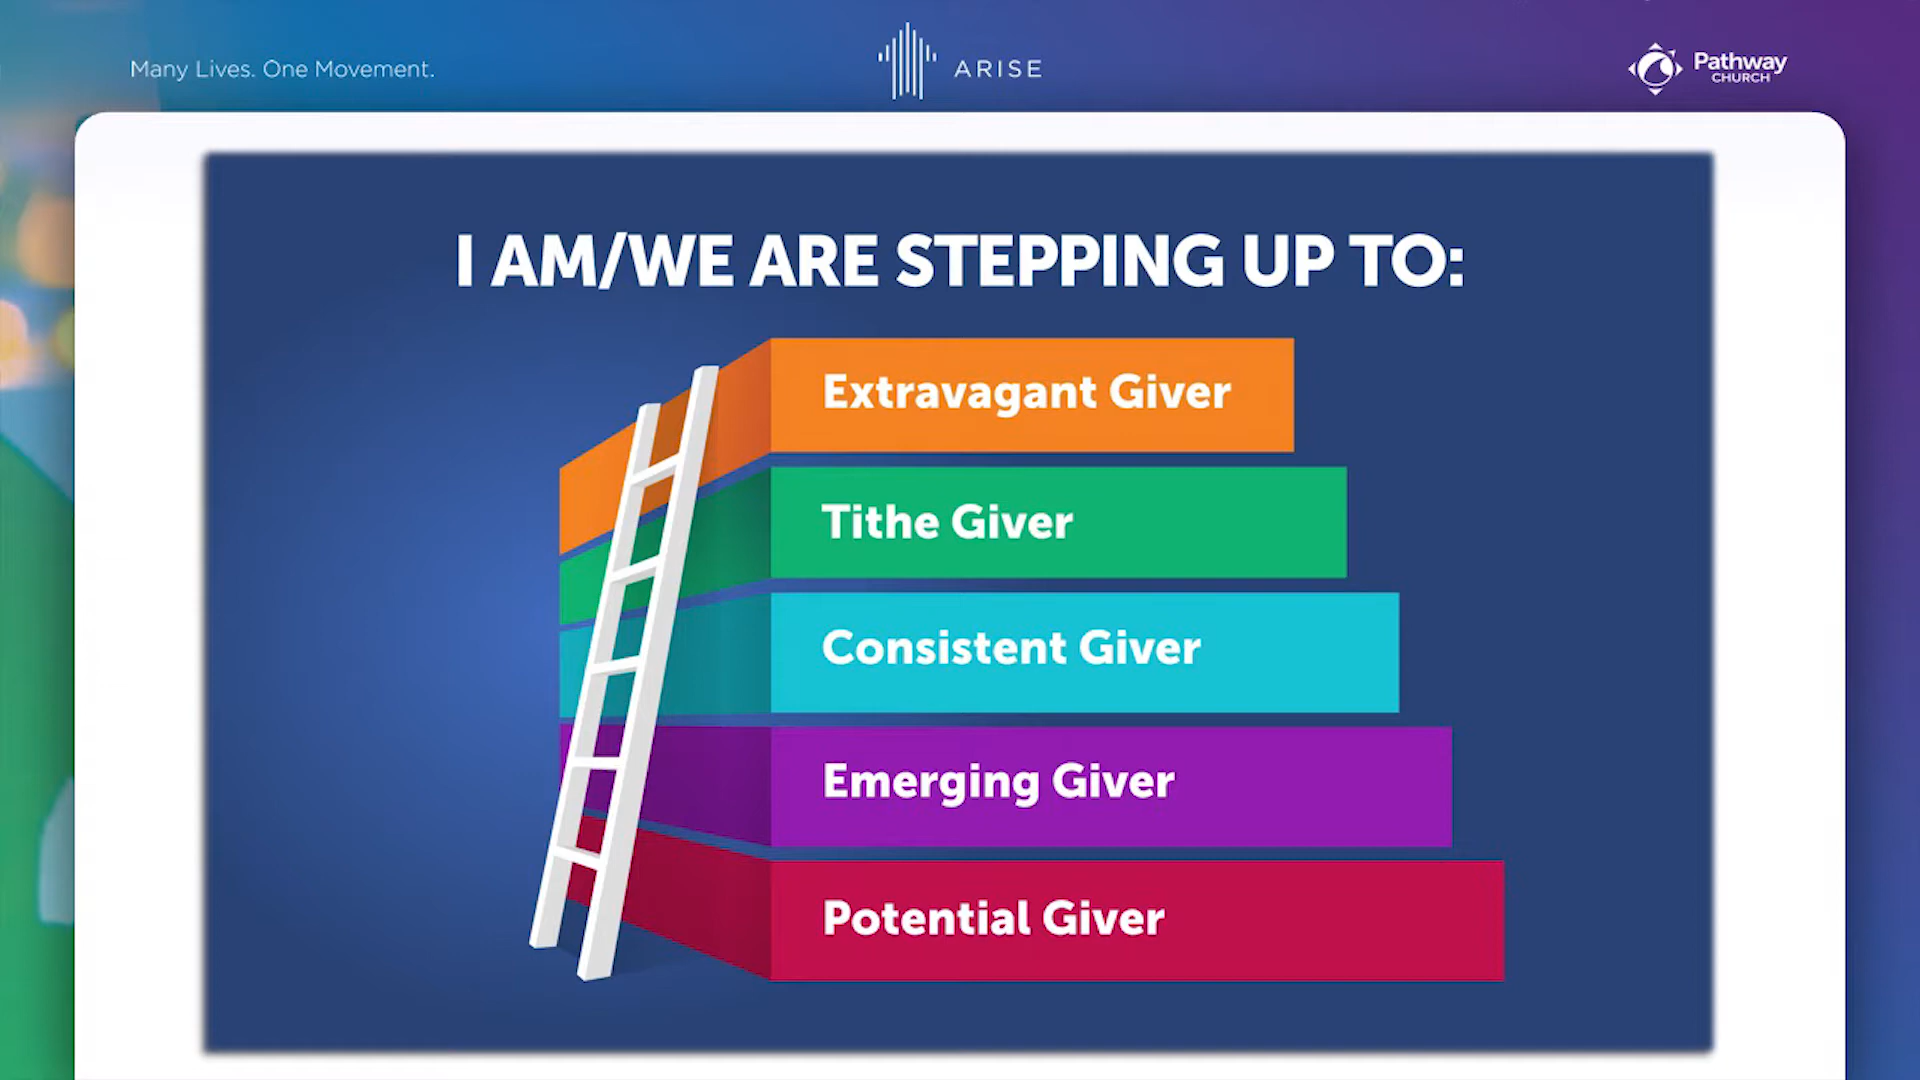 Many Lives. One Movement.
ARISE
Pathway
CHURCH
I AM/WE ARE STEPPING UP TO:
Extravagant Giver
Tithe Giver
Consistent Giver
Emerging Giver
Potential Giver